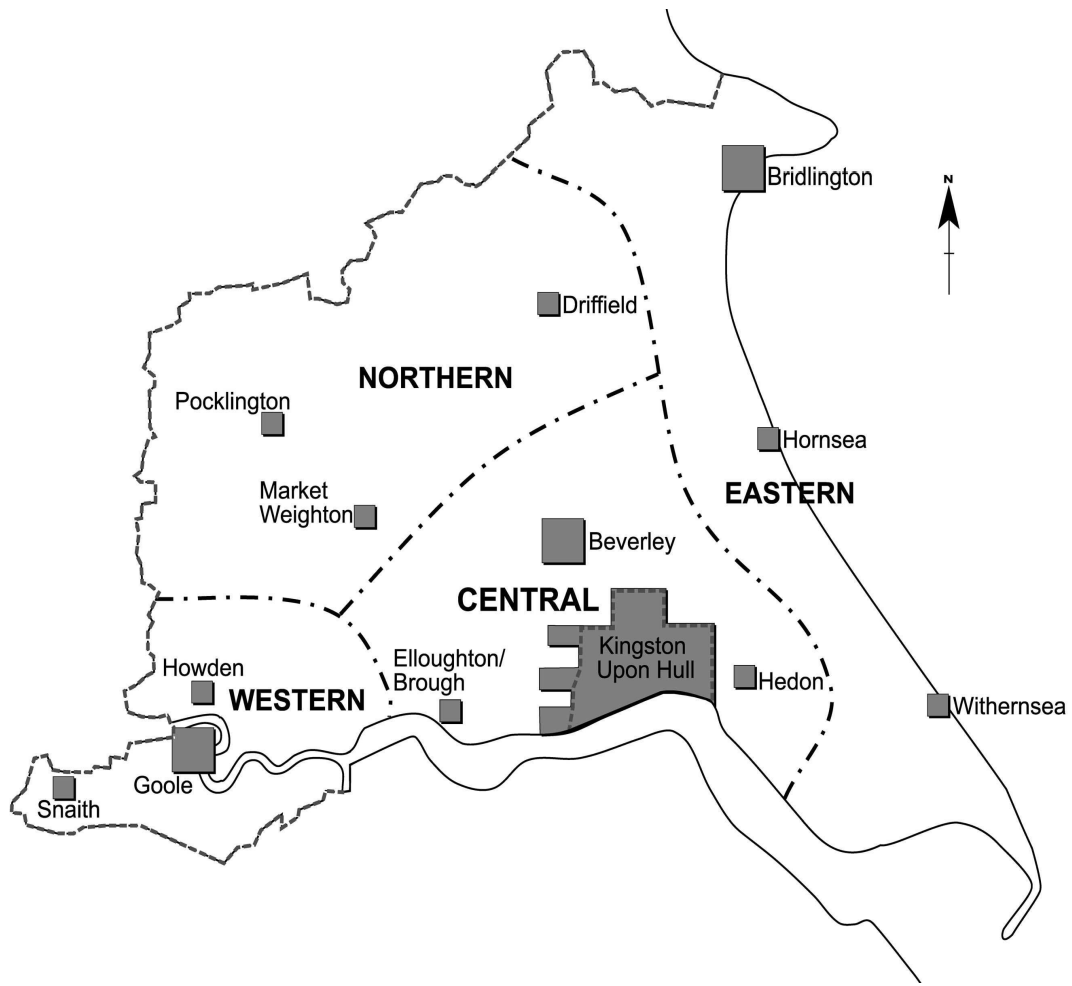 Bridlington
N
Driffield
NORTHERN
Pocklington
Hornsea
Market
Weighton
EASTERN
Beverley
CENTRAL
Kingston
Upon Hull
Elloughton/
Brough
Howden
WESTERN
Hedon
Withernsea
Goole
Snaith